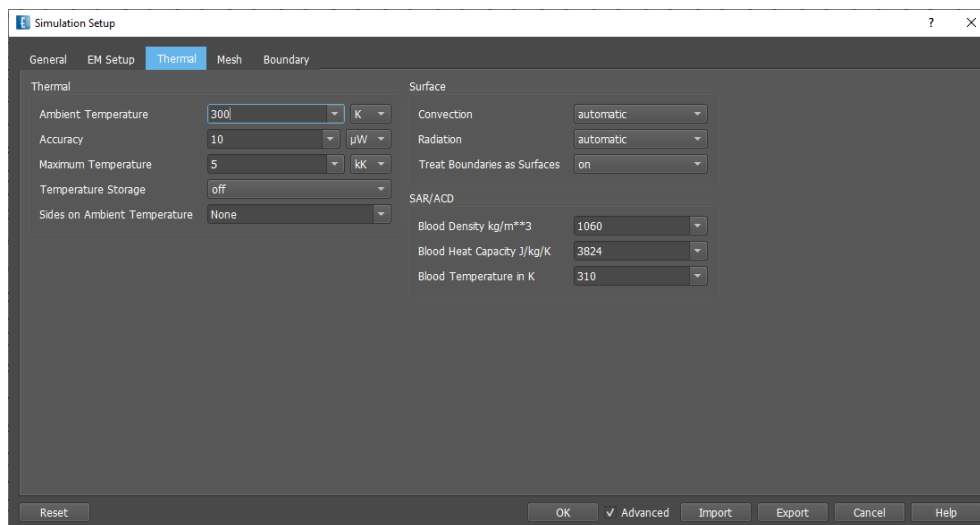 Simulation Setup
?
General EM Setup Thermal Mesh Boundary
Thermal
Ambient Temperature 300 K
Accuracy 10 µW
Maximum Temperature 5 kK
Temperature Storage off
Sides on Ambient Temperature None
Surface
Convection automatic
Radiation automatic
Treat Boundaries as Surfaces on
SAR/ACD
Blood Density kg/m**3 1060
Blood Heat Capacity J/kg/K 3824
Blood Temperature in K 310
Reset OK Advanced Import Export Cancel Help